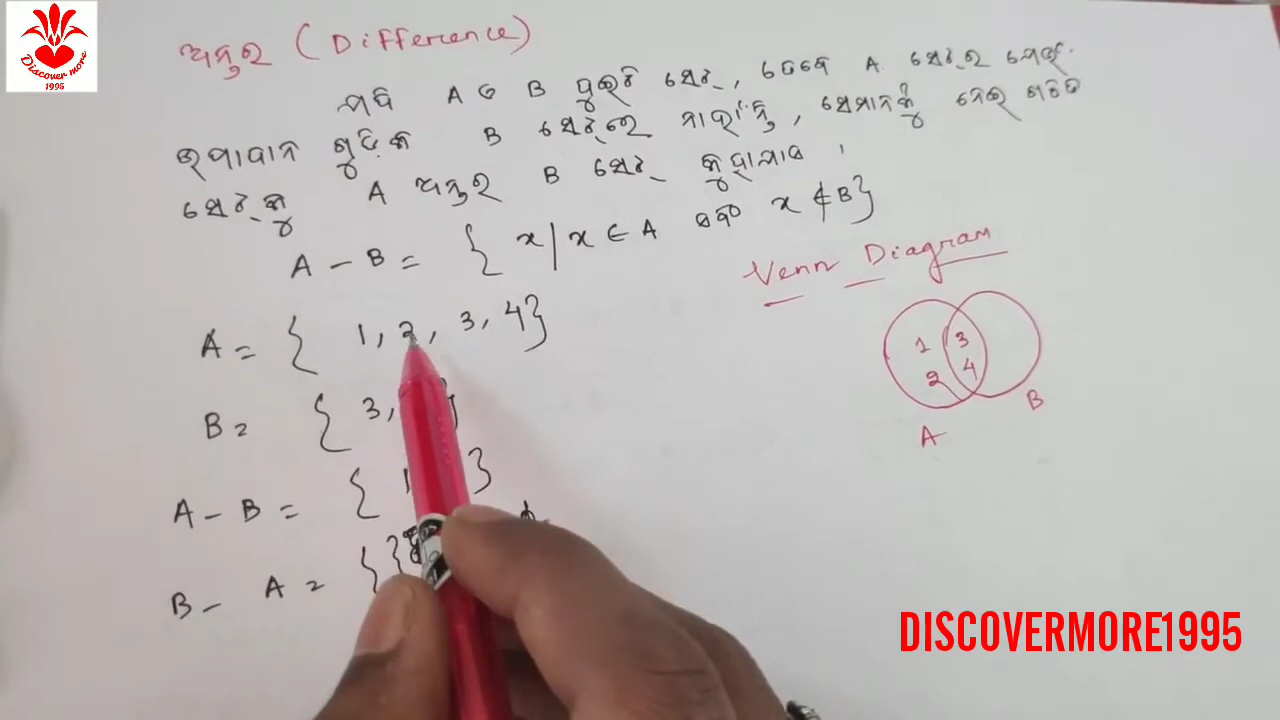 Discover more
1995
ଅନ୍ତର (Difference)
ଯଦି A ଓ B ଦୁଇଟି ସେଟ୍, ତେବେ A ସେଟ୍‌ର ଯେଉଁ
ଉପାଦାନ ଗୁଡ଼ିକ B ସେଟ୍‌ରେ ନାହାଁନ୍ତି, ସେମାନଙ୍କୁ ନେଇ ଗଠିତ
ସେଟ୍‌କୁ A ଅନ୍ତର B ସେଟ୍ କୁହାଯାଏ ।
A - B = { x | x ∈ A ଏବଂ x ∉ B}
Venn Diagram
A = { 1, 2, 3, 4}
1 3
2 4
B = { 3, }
A B
A - B = { 1 }
B - A = { }
DISCOVERMORE1995